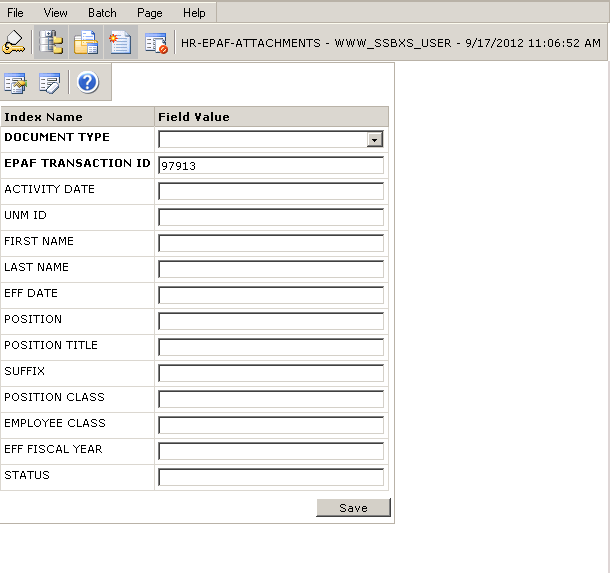 File View Batch Page Help
HR-EPAF-ATTACHMENTS - WWW_SSBXS_USER - 9/17/2012 11:06:52 AM
Index Name Field Value
DOCUMENT TYPE
EPAF TRANSACTION ID 97913
ACTIVITY DATE
UNM ID
FIRST NAME
LAST NAME
EFF DATE
POSITION
POSITION TITLE
SUFFIX
POSITION CLASS
EMPLOYEE CLASS
EFF FISCAL YEAR
STATUS
Save